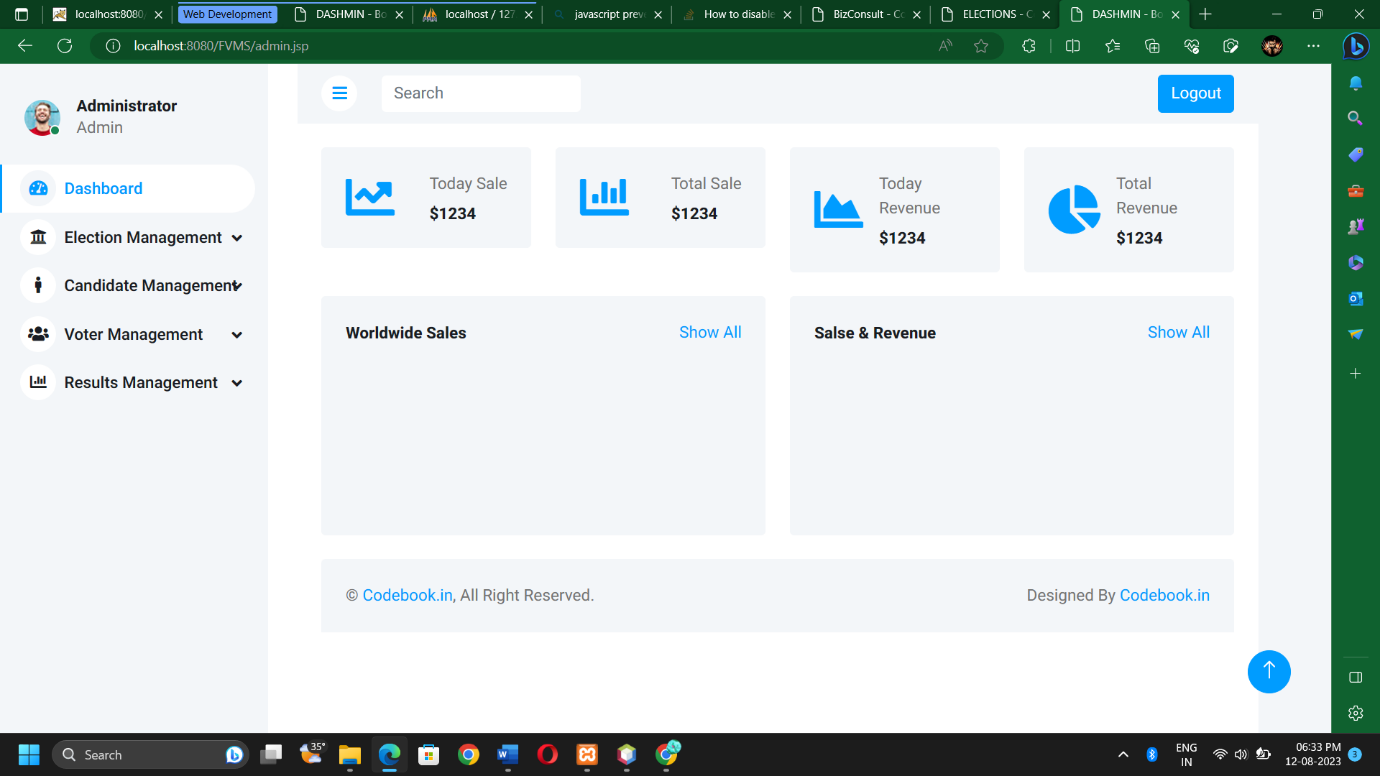 localhost:8080/
Web Development
DASHMIN - Bo
localhost / 127
javascript prev
How to disable
BizConsult - Co
ELECTIONS - C
DASHMIN - Bo
localhost:8080/FVMS/admin.jsp
Administrator
Admin
Search
Logout
Dashboard
Election Management
Candidate Management
Voter Management
Results Management
Today Sale
$1234
Total Sale
$1234
Today
Revenue
$1234
Total
Revenue
$1234
Worldwide Sales
Show All
Salse & Revenue
Show All
© Codebook.in, All Right Reserved.
Designed By Codebook.in
Search
35°
ENG
IN
06:33 PM
12-08-2023
3